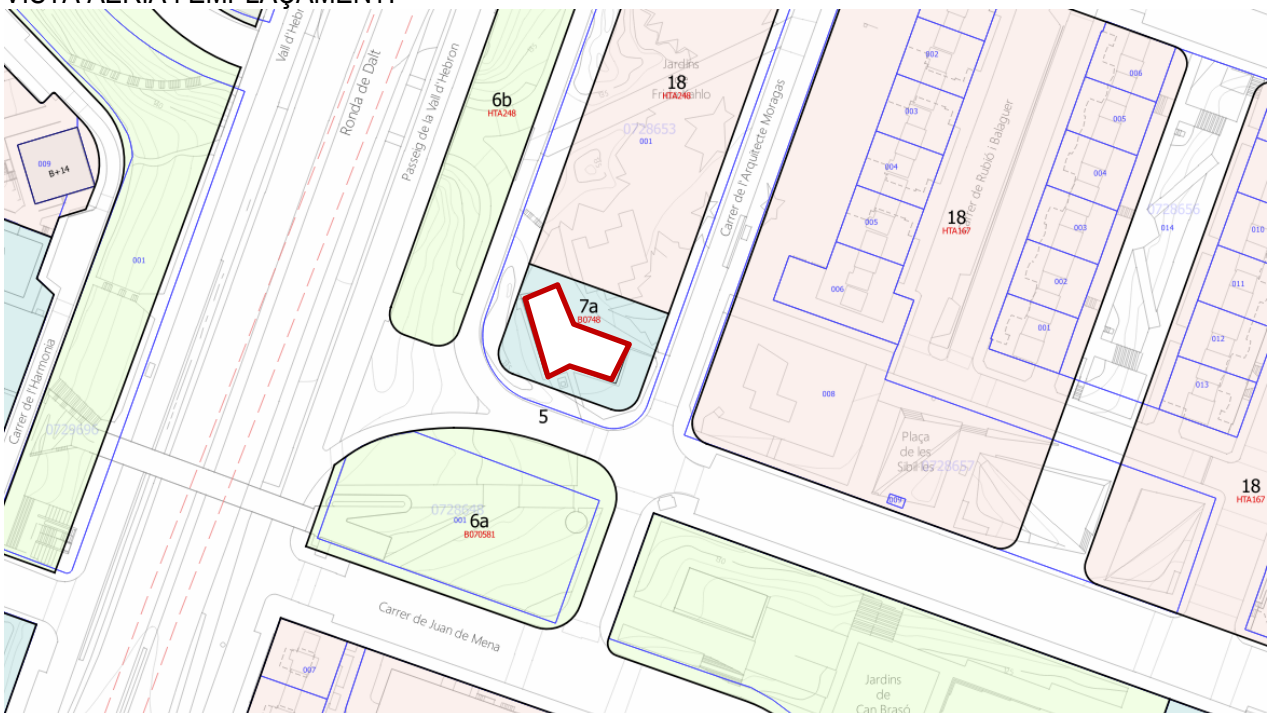 Vall d'Hebron
Ronda de Dalt
Passeig de la Vall d'Hebron
6b
HTA248
Jardins
18
HTA248
0728653
001
Carrer de l'Arquitecte Moragas
002
003
004
005
006
18
HTA167
Carrer de Rubió i Balaguer
006
005
004
003
002
001
0728656
014
010
011
012
013
009
B+14
001
7a
B0748
Carrer de l'Harmonia
0729696
5
008
Plaça
de les
Sibil·les
0728657
009
18
HTA167
0728648
001
6a
B070581
Carrer de Juan de Mena
007
Jardins
de
Can Brasó